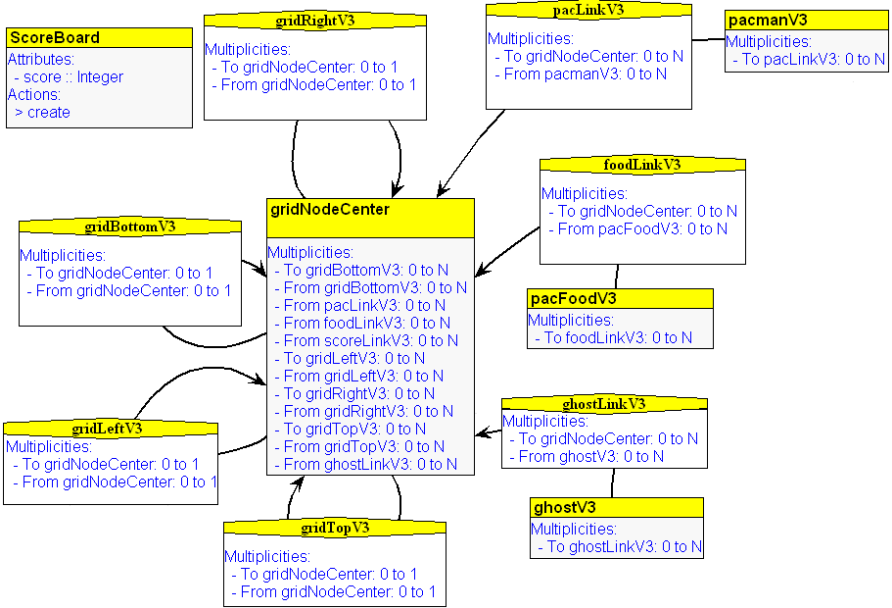 ScoreBoard
Attributes:
- score :: Integer
Actions:
> create
gridRightV3
Multiplicities:
- To gridNodeCenter: 0 to 1
- From gridNodeCenter: 0 to 1
pacLinkV3
Multiplicities:
- To gridNodeCenter: 0 to N
- From pacmanV3: 0 to N
pacmanV3
Multiplicities:
- To pacLinkV3: 0 to N
foodLinkV3
Multiplicities:
- To gridNodeCenter: 0 to N
- From pacFoodV3: 0 to N
gridBottomV3
Multiplicities:
- To gridNodeCenter: 0 to 1
- From gridNodeCenter: 0 to 1
gridNodeCenter
Multiplicities:
- To gridBottomV3: 0 to N
- From gridBottomV3: 0 to N
- From pacLinkV3: 0 to N
- From foodLinkV3: 0 to N
- From scoreLinkV3: 0 to N
- To gridLeftV3: 0 to N
- From gridLeftV3: 0 to N
- To gridRightV3: 0 to N
- From gridRightV3: 0 to N
- To gridTopV3: 0 to N
- From gridTopV3: 0 to N
- From ghostLinkV3: 0 to N
pacFoodV3
Multiplicities:
- To foodLinkV3: 0 to N
gridLeftV3
Multiplicities:
- To gridNodeCenter: 0 to 1
- From gridNodeCenter: 0 to 1
ghostLinkV3
Multiplicities:
- To gridNodeCenter: 0 to N
- From ghostV3: 0 to N
ghostV3
Multiplicities:
- To ghostLinkV3: 0 to N
gridTopV3
Multiplicities:
- To gridNodeCenter: 0 to 1
- From gridNodeCenter: 0 to 1